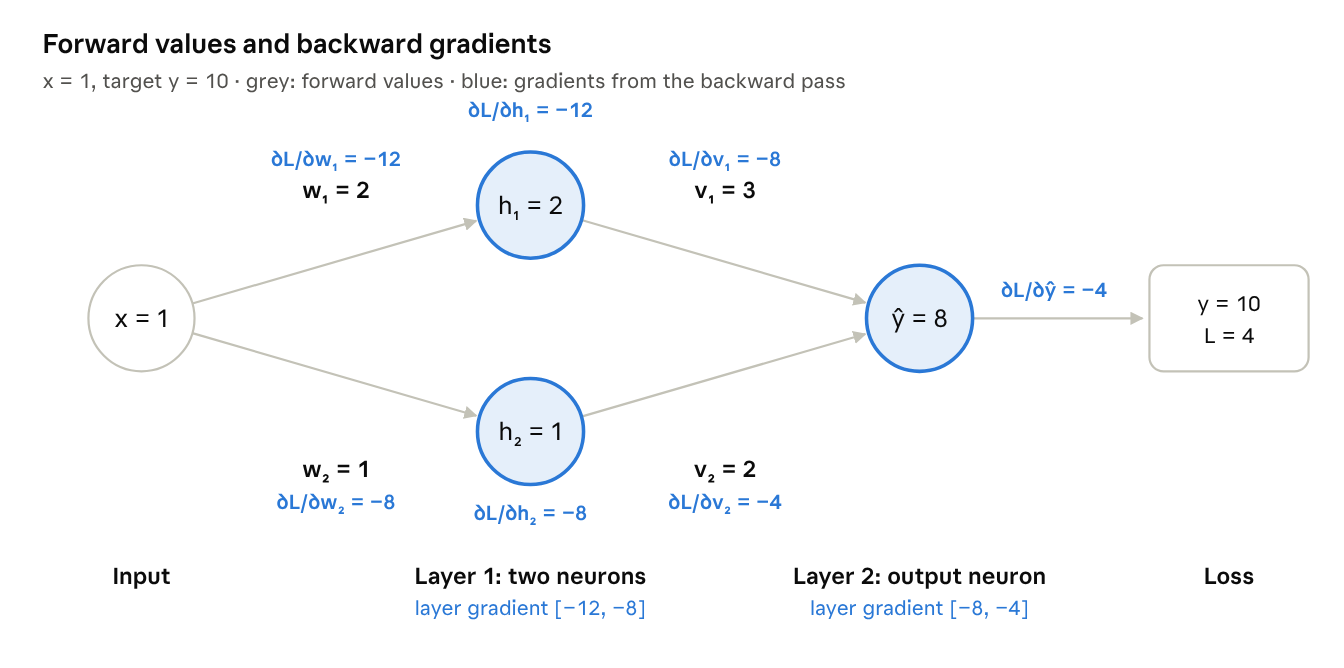 Forward values and backward gradients
x = 1, target y = 10 · grey: forward values · blue: gradients from the backward pass
∂L/∂h₁ = −12
∂L/∂w₁ = −12
w₁ = 2
h₁ = 2
∂L/∂v₁ = −8
v₁ = 3
x = 1
ŷ = 8
∂L/∂ŷ = −4
y = 10
L = 4
h₂ = 1
w₂ = 1
∂L/∂w₂ = −8
∂L/∂h₂ = −8
v₂ = 2
∂L/∂v₂ = −4
Input
Layer 1: two neurons
layer gradient [−12, −8]
Layer 2: output neuron
layer gradient [−8, −4]
Loss